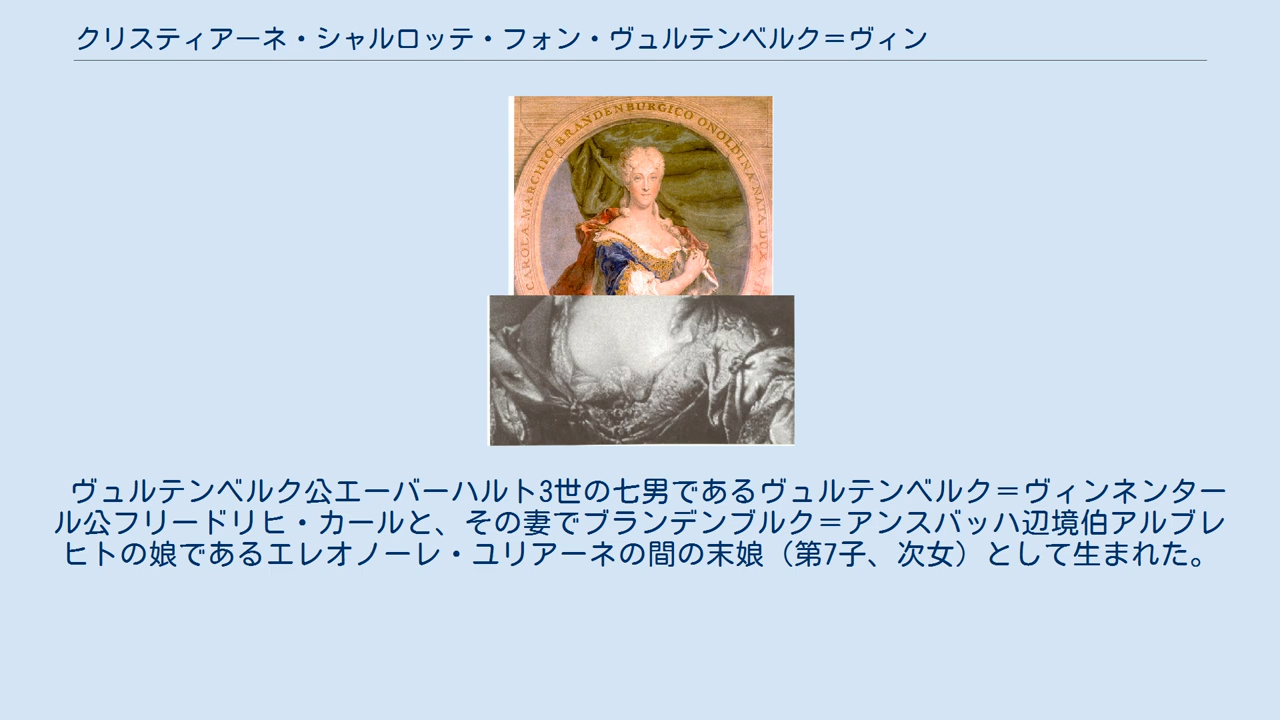 クリスティアーネ・シャルロッテ・フォン・ヴュルテンベルク＝ヴィン
CAROLA MARCHIO BRANDENBURGICO ONOLDINA NATA DUX
ヴュルテンベルク公エーバーハルト3世の七男であるヴュルテンベルク＝ヴィンネンター
ル公フリードリヒ・カールと、その妻でブランデンブルク＝アンスバッハ辺境伯アルブレ
ヒトの娘であるエレオノーレ・ユリアーネの間の末娘（第7子、次女）として生まれた。